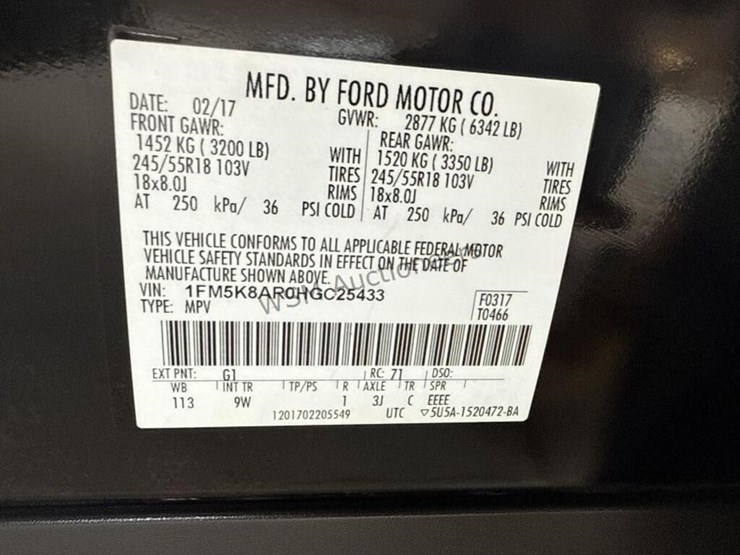 MFD. BY FORD MOTOR CO.
DATE: 02/17
GVWR: 2877 KG ( 6342 LB)
FRONT GAWR:
1452 KG ( 3200 LB) WITH
245/55R18 103V TIRES
18x8.0J RIMS
AT 250 kPa/ 36 PSI COLD
REAR GAWR:
1520 KG ( 3350 LB) WITH
245/55R18 103V TIRES
18x8.0J RIMS
AT 250 kPa/ 36 PSI COLD
THIS VEHICLE CONFORMS TO ALL APPLICABLE FEDERAL MOTOR
VEHICLE SAFETY STANDARDS IN EFFECT ON THE DATE OF
MANUFACTURE SHOWN ABOVE.
VIN: 1FM5K8AR0HGC25433
TYPE: MPV
F0317
T0466
EXT PNT: G1 RC: 71 DSO:
WB INT TR TP/PS R AXLE TR SPR
113 9W 1 3J C EEEE
1201702205549 UTC ▽5U5A-1520472-BA